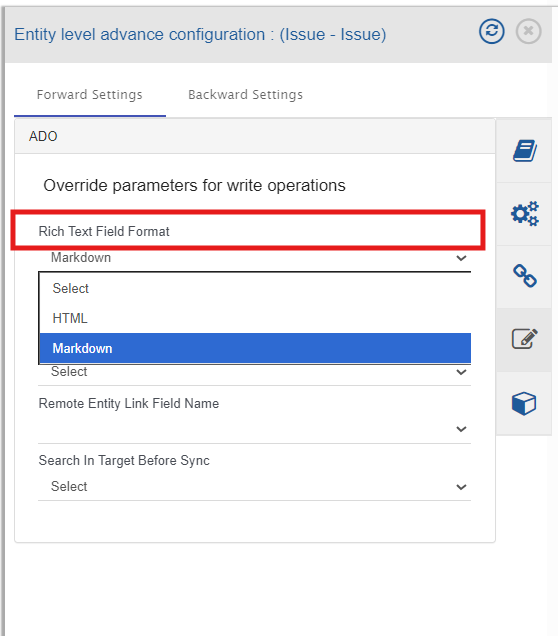 Entity level advance configuration : (Issue - Issue)
Forward Settings
Backward Settings
ADO
Override parameters for write operations
Rich Text Field Format
Markdown
Select
HTML
Markdown
Select
Remote Entity Link Field Name
Search In Target Before Sync
Select